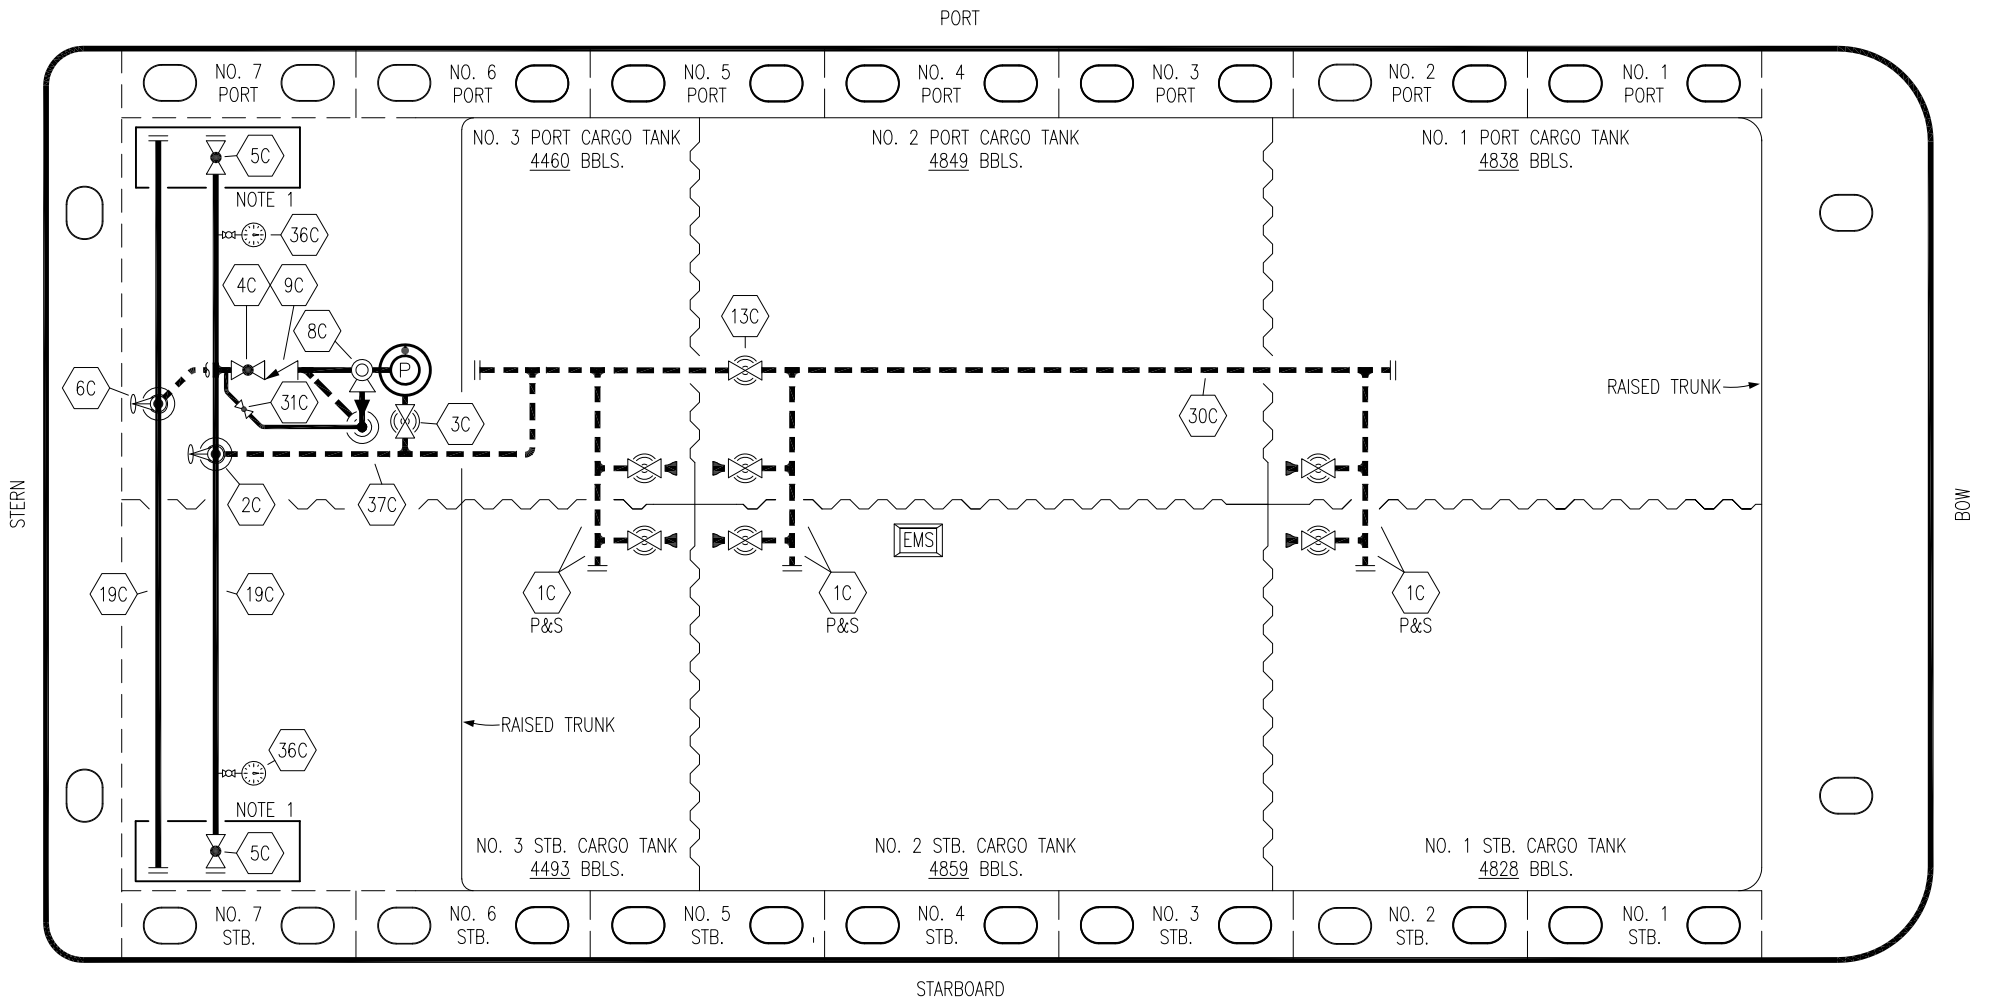 PORT
NO. 7
PORT
NO. 6
PORT
NO. 5
PORT
NO. 4
PORT
NO. 3
PORT
NO. 2
PORT
NO. 1
PORT
NO. 3 PORT CARGO TANK
4460 BBLS.
NO. 2 PORT CARGO TANK
4849 BBLS.
NO. 1 PORT CARGO TANK
4838 BBLS.
5C
NOTE 1
36C
4C
9C
8C
13C
P
6C
31C
3C
30C
RAISED TRUNK
2C
37C
STERN
BOW
EMS
19C
19C
1C
P&S
1C
P&S
1C
P&S
RAISED TRUNK
36C
NOTE 1
5C
NO. 3 STB. CARGO TANK
4493 BBLS.
NO. 2 STB. CARGO TANK
4859 BBLS.
NO. 1 STB. CARGO TANK
4828 BBLS.
NO. 7
STB.
NO. 6
STB.
NO. 5
STB.
NO. 4
STB.
NO. 3
STB.
NO. 2
STB.
NO. 1
STB.
STARBOARD